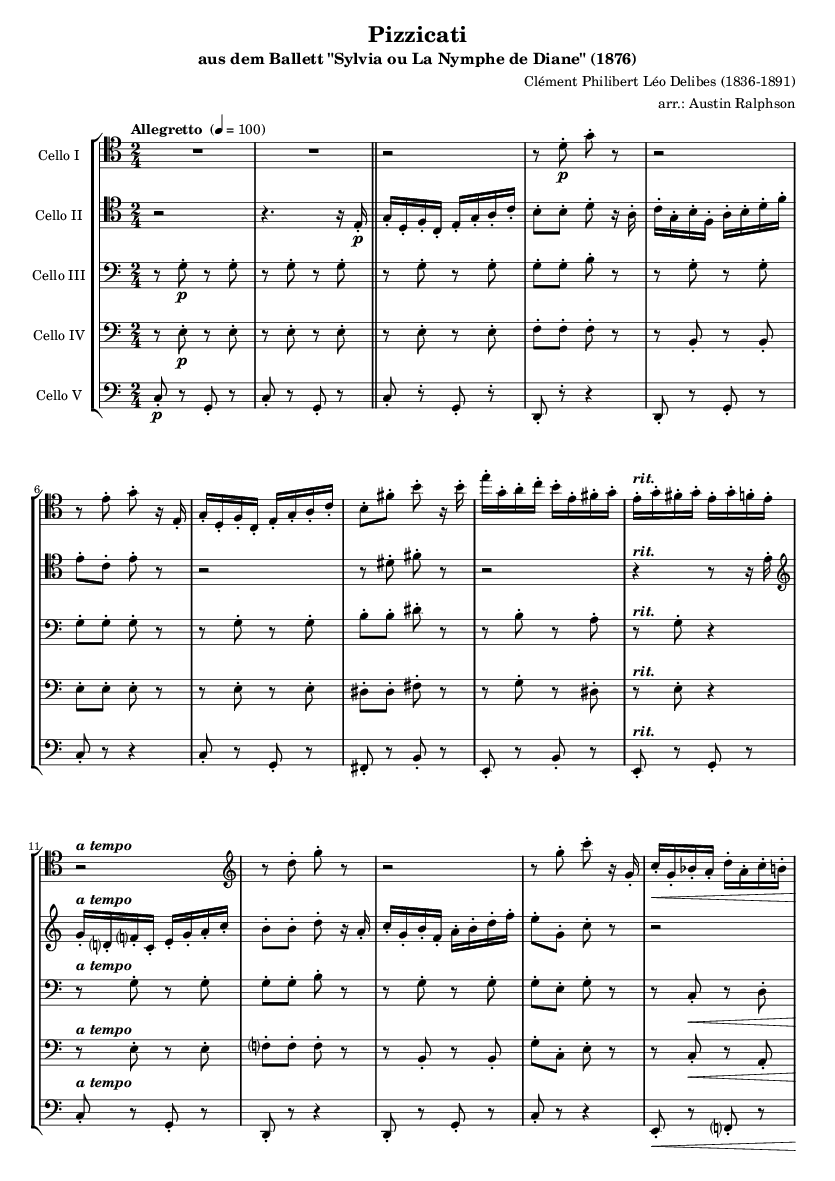 Pizzicati
aus dem Ballett "Sylvia ou La Nymphe de Diane" (1876)
Clément Philibert Léo Delibes (1836-1891)
arr.: Austin Ralphson
Allegretto (♩ = 100)
Cello I
p
Cello II
p
Cello III
p
Cello IV
p
Cello V
p
6
rit.
rit.
rit.
rit.
rit.
11
a tempo
a tempo
a tempo
a tempo
a tempo